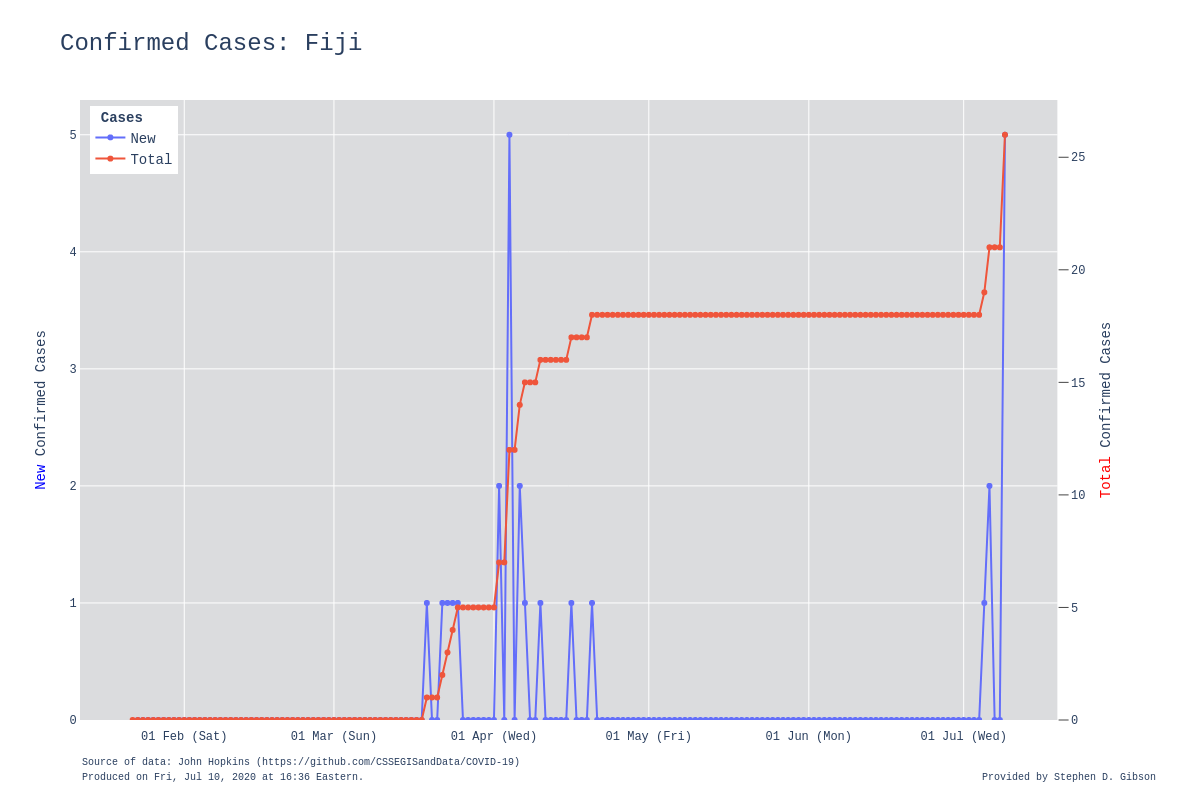 Confirmed Cases: Fiji
Cases
New
Total
5
4
3
2
1
0
New Confirmed Cases
25
20
15
10
5
0
Total Confirmed Cases
01 Feb (Sat)
01 Mar (Sun)
01 Apr (Wed)
01 May (Fri)
01 Jun (Mon)
01 Jul (Wed)
Source of data: John Hopkins (https://github.com/CSSEGISandData/COVID-19)
Produced on Fri, Jul 10, 2020 at 16:36 Eastern.
Provided by Stephen D. Gibson